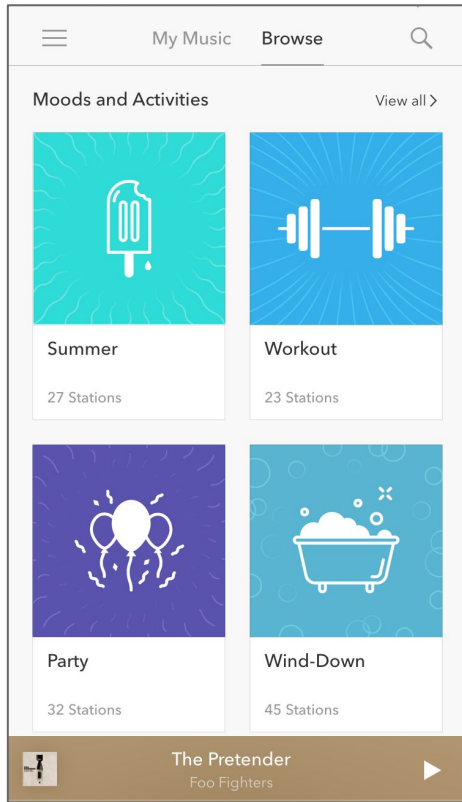 My Music Browse
Moods and Activities View all >
Summer
27 Stations
Workout
23 Stations
Party
32 Stations
Wind-Down
45 Stations
The Pretender
Foo Fighters